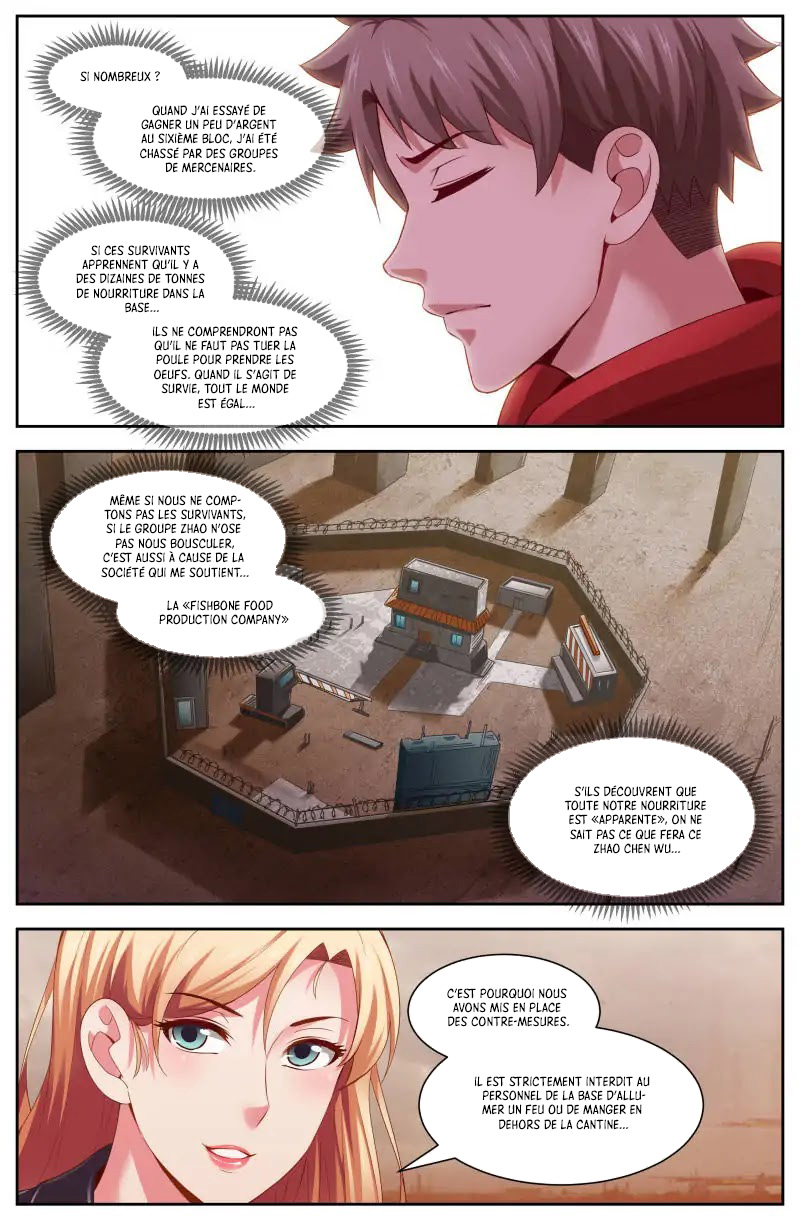 SI NOMBREUX ?
QUAND J'AI ESSAYÉ DE
GAGNER UN PEU D'ARGENT
AU SIXIÈME BLOC, J'AI ÉTÉ
CHASSÉ PAR DES GROUPES
DE MERCENAIRES.
SI CES SURVIVANTS
APPRENNENT QU'IL Y A
DES DIZAINES DE TONNES
DE NOURRITURE DANS LA
BASE...
ILS NE COMPRENDRONT PAS
QU'IL NE FAUT PAS TUER LA
POULE POUR PRENDRE LES
OEUFS. QUAND IL S'AGIT DE
SURVIE, TOUT LE MONDE
EST ÉGAL...
MÊME SI NOUS NE COMP-
TONS PAS LES SURVIVANTS,
SI LE GROUPE ZHAO N'OSE
PAS NOUS BOUSCULER,
C'EST AUSSI À CAUSE DE LA
SOCIÉTÉ QUI ME SOUTIENT...
LA «FISHBONE FOOD
PRODUCTION COMPANY»
S'ILS DÉCOUVRENT QUE
TOUTE NOTRE NOURRITURE
EST «APPARENTE», ON NE
SAIT PAS CE QUE FERA CE
ZHAO CHEN WU...
C'EST POURQUOI NOUS
AVONS MIS EN PLACE
DES CONTRE-MESURES.
IL EST STRICTEMENT INTERDIT AU
PERSONNEL DE LA BASE D'ALLU-
MER UN FEU OU DE MANGER EN
DEHORS DE LA CANTINE...